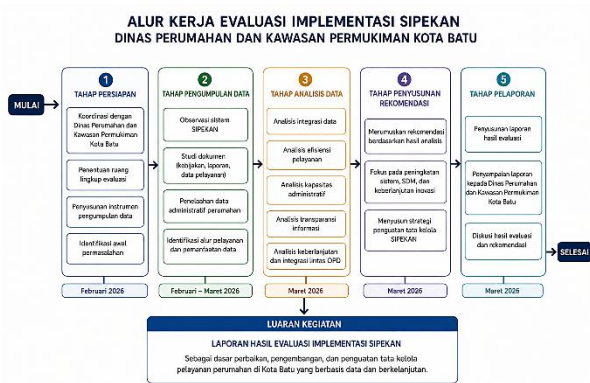 ALUR KERJA EVALUASI IMPLEMENTASI SIPEKAN
DINAS PERUMAHAN DAN KAWASAN PERMUKIMAN KOTA BATU
MULAI
1
TAHAP PERSIAPAN
Koordinasi dengan
Dinas Perumahan dan
Kawasan Permukiman
Kota Batu
Penentuan ruang
lingkup evaluasi
Penyusunan instrumen
pengumpulan data
Identifikasi awal
permasalahan
Februari 2026
2
TAHAP PENGUMPULAN DATA
Observasi sistem
SIPEKAN
Studi dokumen
(kebijakan, laporan,
data pelayanan)
Penelaahan data
administratif perumahan
Identifikasi alur pelayanan
dan pemanfaatan data
Februari – Maret 2026
3
TAHAP ANALISIS DATA
Analisis integrasi data
Analisis efisiensi
pelayanan
Analisis kapasitas
administratif
Analisis transparansi
informasi
Analisis keberlanjutan
dan integrasi lintas OPD
Maret 2026
4
TAHAP PENYUSUNAN
REKOMENDASI
Merumuskan rekomendasi
berdasarkan hasil analisis
Fokus pada peningkatan
sistem, SDM, dan
keberlanjutan inovasi
Menyusun strategi
penguatan tata kelola
SIPEKAN
Maret 2026
5
TAHAP PELAPORAN
Penyusunan laporan
hasil evaluasi
Penyampaian laporan
kepada Dinas Perumahan
dan Kawasan Permukiman
Kota Batu
Diskusi hasil evaluasi
dan rekomendasi
Maret 2026
SELESAI
LUARAN KEGIATAN
LAPORAN HASIL EVALUASI IMPLEMENTASI SIPEKAN
Sebagai dasar perbaikan, pengembangan, dan penguatan tata kelola
pelayanan perumahan di Kota Batu yang berbasis data dan berkelanjutan.